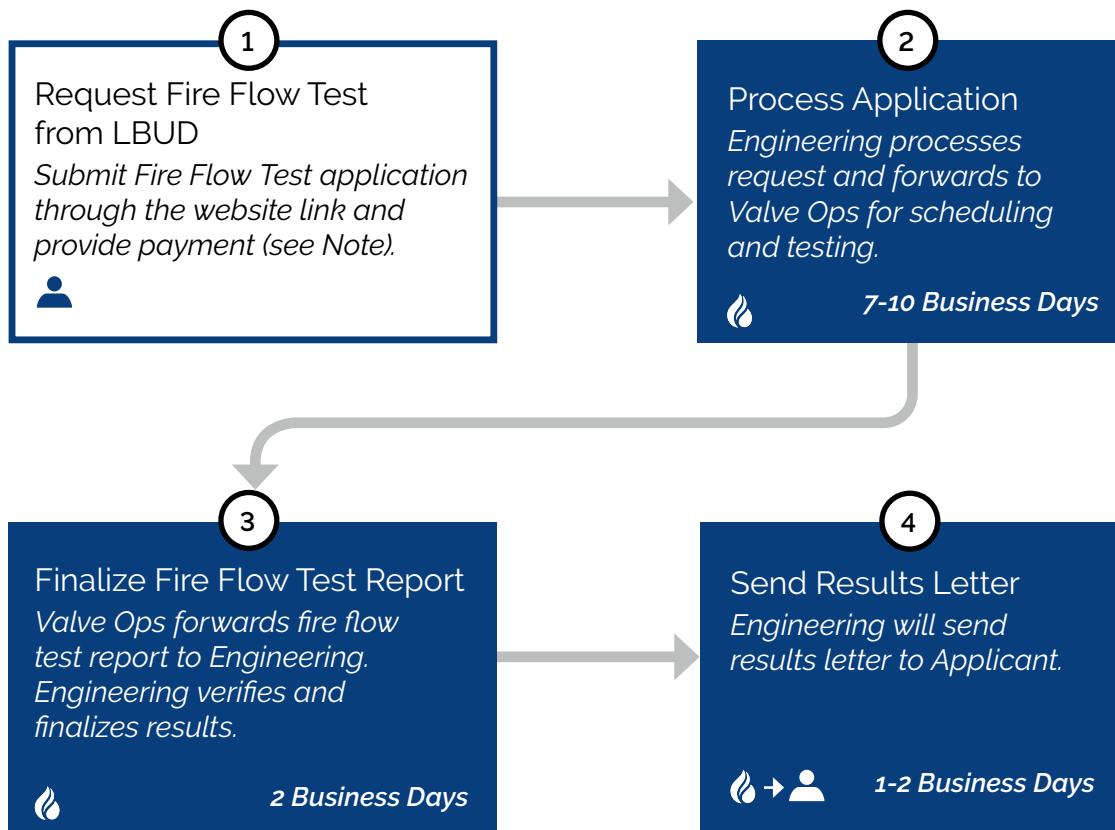 1
Request Fire Flow Test
from LBUD
Submit Fire Flow Test application
through the website link and
provide payment (see Note).
2
Process Application
Engineering processes
request and forwards to
Valve Ops for scheduling
and testing.
7-10 Business Days
3
Finalize Fire Flow Test Report
Valve Ops forwards fire flow
test report to Engineering.
Engineering verifies and
finalizes results.
2 Business Days
4
Send Results Letter
Engineering will send
results letter to Applicant.
1-2 Business Days